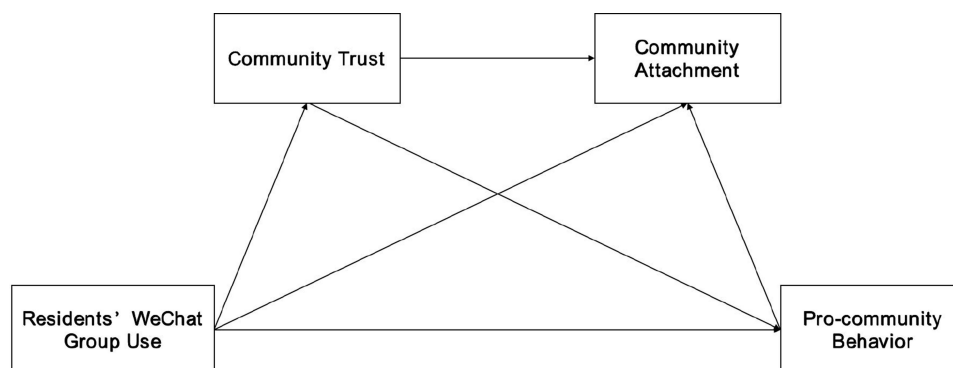 Community Trust
Community
Attachment
Residents’ WeChat
Group Use
Pro-community
Behavior